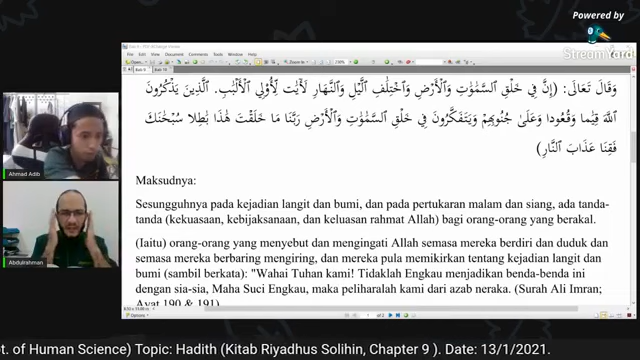 Powered by
StreamYard
وَقَالَ تَعَالَى: ﴿إِنَّ فِي خَلْقِ السَّمَٰوَٰتِ وَالْأَرْضِ وَاخْتِلَٰفِ الَّيْلِ وَالنَّهَارِ لَآيَٰتٍ لِّأُوْلِي الْأَلْبَٰبِ. الَّذِينَ يَذْكُرُونَ
اللَّهَ قِيَٰمًا وَقُعُودًا وَعَلَىٰ جُنُوبِهِمْ وَيَتَفَكَّرُونَ فِي خَلْقِ السَّمَٰوَٰتِ وَالْأَرْضِ رَبَّنَا مَا خَلَقْتَ هَٰذَا بَٰطِلًا سُبْحَٰنَكَ
فَقِنَا عَذَابَ النَّارِ﴾
Maksudnya:
Sesungguhnya pada kejadian langit dan bumi, dan pada pertukaran malam dan siang, ada tanda-
tanda (kekuasaan, kebijaksanaan, dan keluasan rahmat Allah) bagi orang-orang yang berakal.
(Iaitu) orang-orang yang menyebut dan mengingati Allah semasa mereka berdiri dan duduk dan
semasa mereka berbaring mengiring, dan mereka pula memikirkan tentang kejadian langit dan
bumi (sambil berkata): "Wahai Tuhan kami! Tidaklah Engkau menjadikan benda-benda ini
dengan sia-sia, Maha Suci Engkau, maka peliharalah kami dari azab neraka. (Surah Ali Imran;
Ayat 190 & 191)
Ahmad Adib
Abdulrahman
t. of Human Science) Topic: Hadith (Kitab Riyadhus Solihin, Chapter 9 ). Date: 13/1/2021.